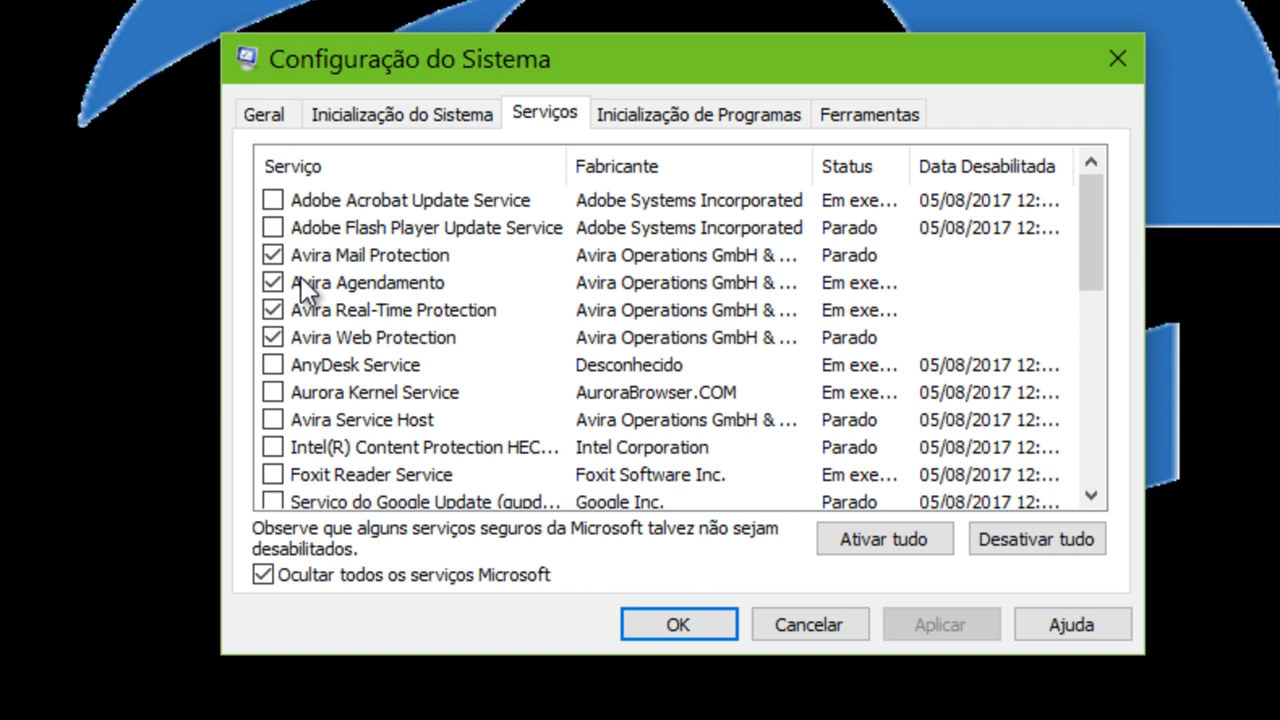 Configuração do Sistema
Geral Inicialização do Sistema Serviços Inicialização de Programas Ferramentas
Serviço Fabricante Status Data Desabilitada
Adobe Acrobat Update Service Adobe Systems Incorporated Em exe... 05/08/2017 12:...
Adobe Flash Player Update Service Adobe Systems Incorporated Parado 05/08/2017 12:...
Avira Mail Protection Avira Operations GmbH & ... Parado
Avira Agendamento Avira Operations GmbH & ... Em exe...
Avira Real-Time Protection Avira Operations GmbH & ... Em exe...
Avira Web Protection Avira Operations GmbH & ... Parado
AnyDesk Service Desconhecido Em exe... 05/08/2017 12:...
Aurora Kernel Service AuroraBrowser.COM Em exe... 05/08/2017 12:...
Avira Service Host Avira Operations GmbH & ... Parado 05/08/2017 12:...
Intel(R) Content Protection HEC... Intel Corporation Parado 05/08/2017 12:...
Foxit Reader Service Foxit Software Inc. Em exe... 05/08/2017 12:...
Serviço do Google Update (gupd... Google Inc. Parado 05/08/2017 12:...
Observe que alguns serviços seguros da Microsoft talvez não sejam
desabilitados.
Ativar tudo Desativar tudo
Ocultar todos os serviços Microsoft
OK Cancelar Aplicar Ajuda